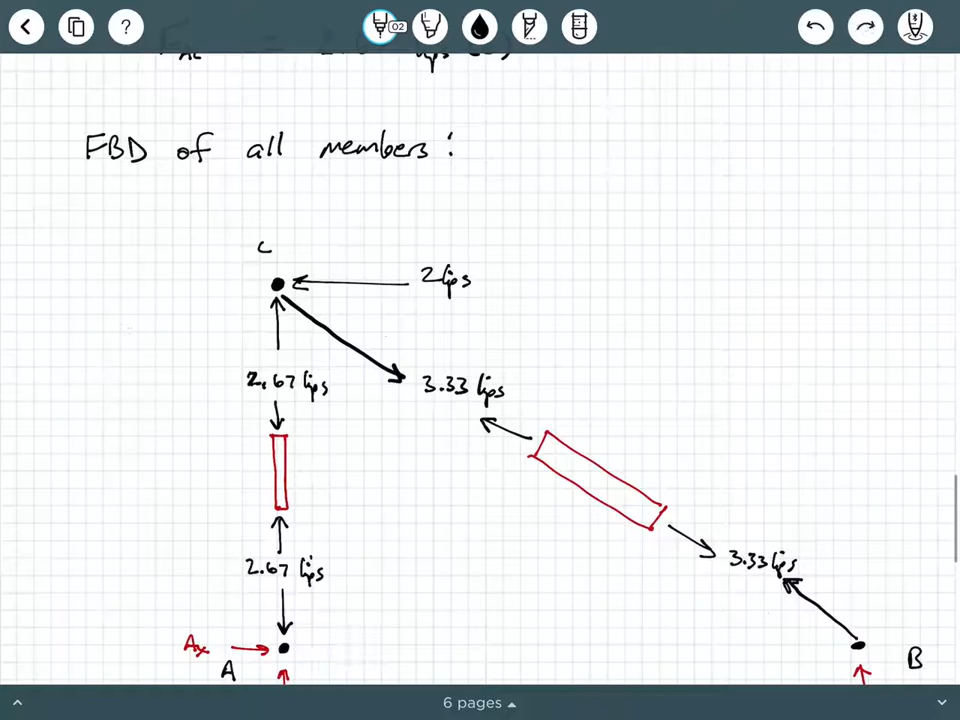 ?
02
FBD of all members:
C
2 kips
2.67 kips
3.33 kips
2.67 kips
3.33 kips
Ax
A
B
6 pages